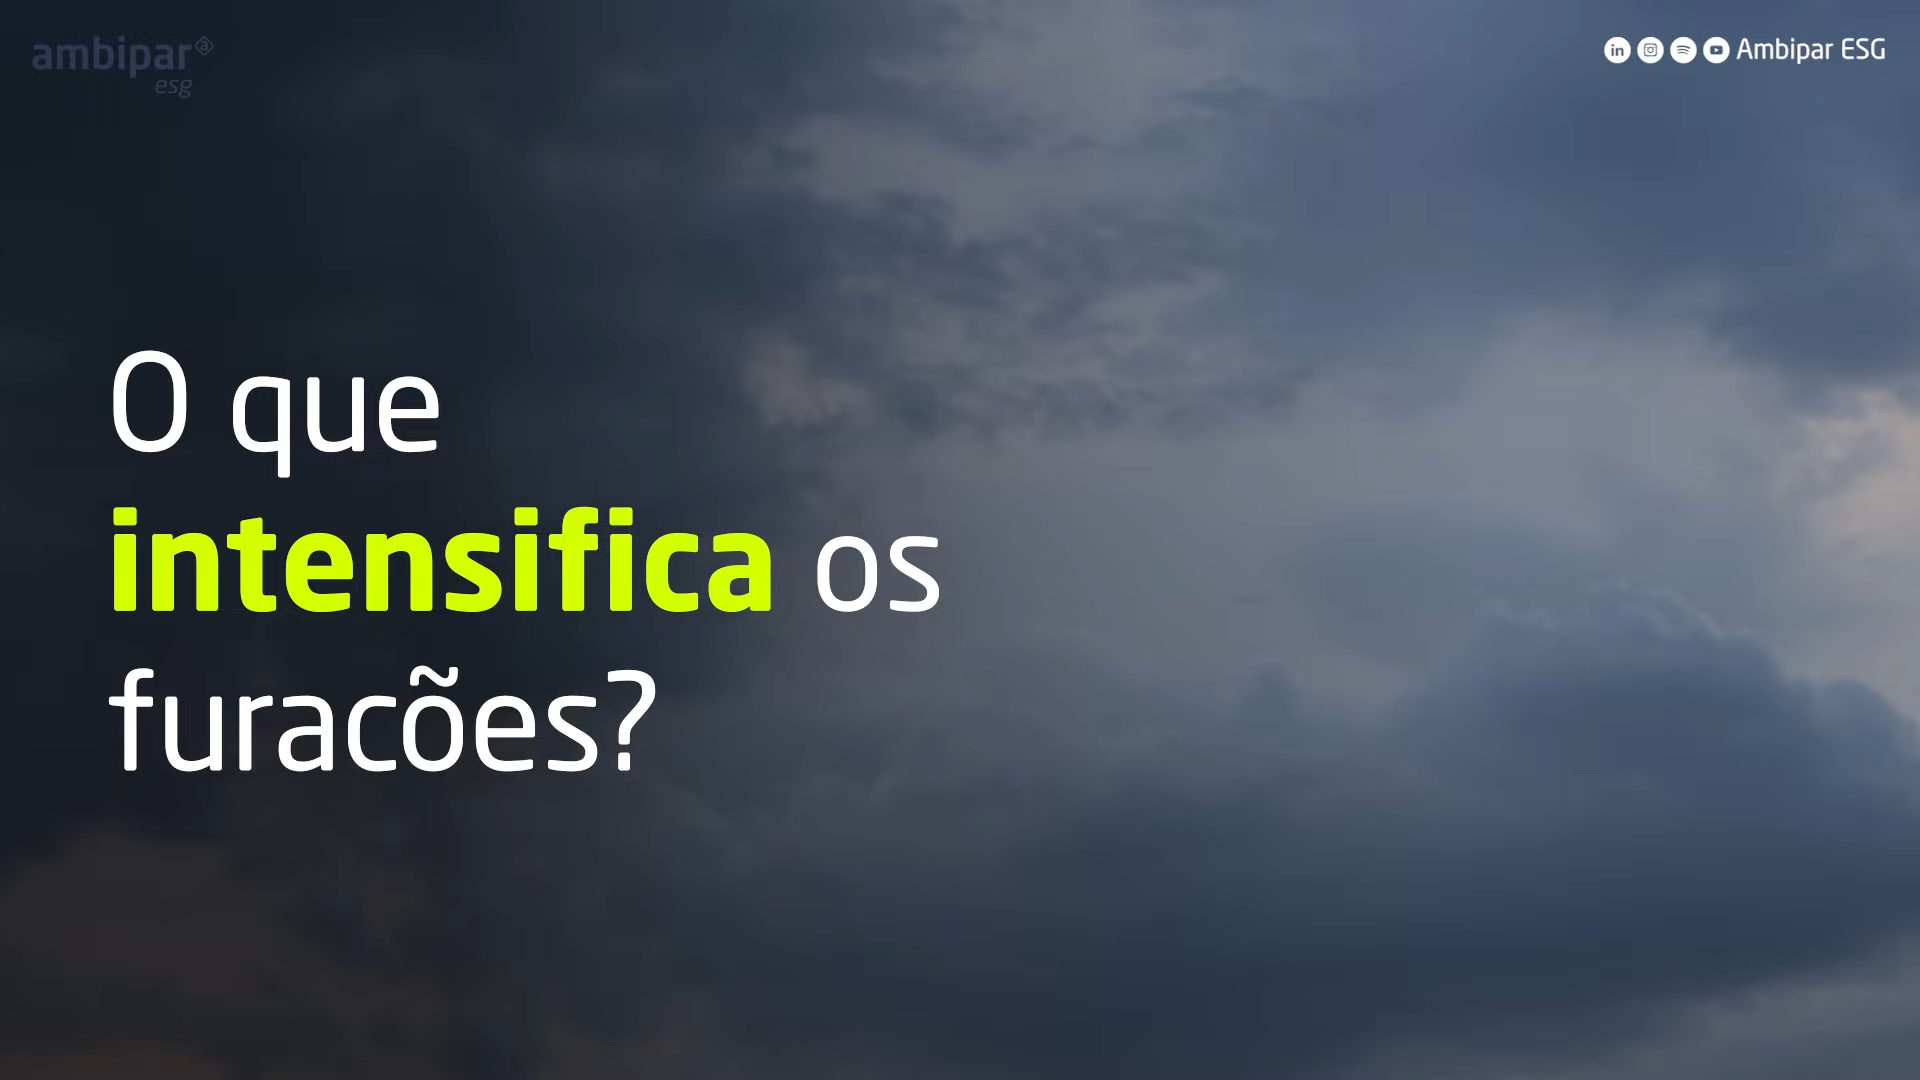 ambipar
esg
Ambipar ESG
O que
intensifica os
furacões?